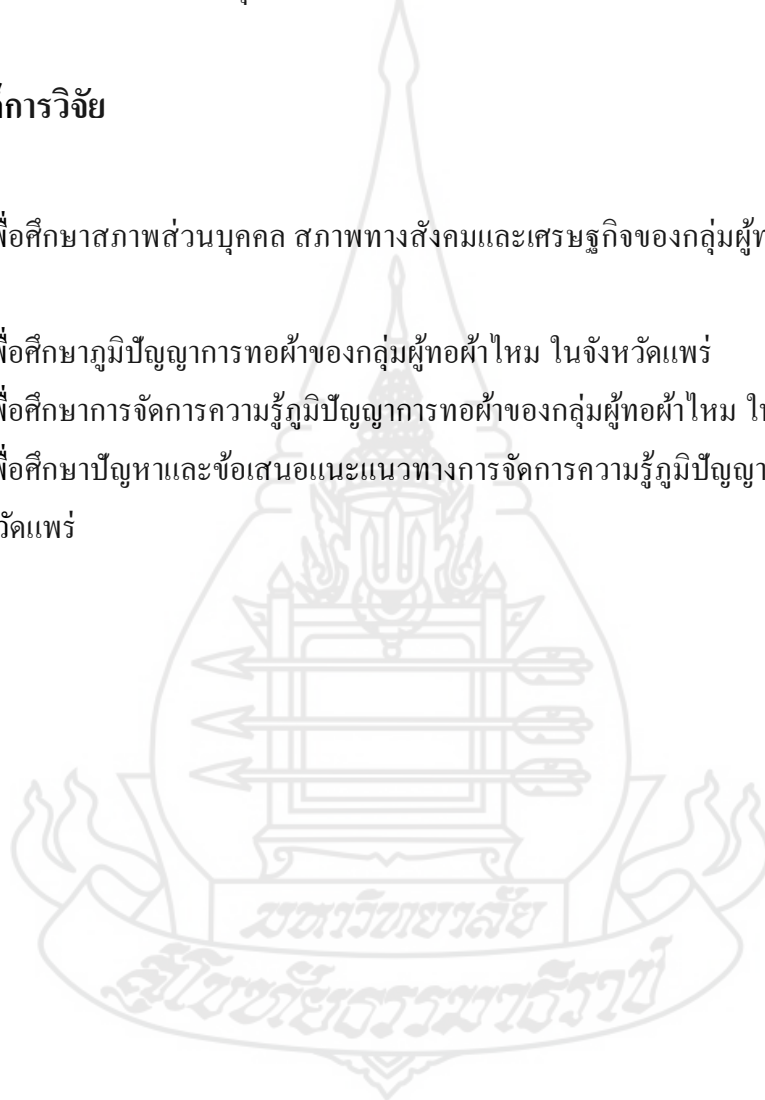 การวิจัย
พื่อศึกษาสภาพส่วนบุคคล สภาพทางสังคมและเศรษฐกิจของกลุ่มผู้ท
พื่อศึกษาภูมิปัญญาการทอผ้าของกลุ่มผู้ทอผ้าไหม ในจังหวัดแพร่
พื่อศึกษาการจัดการความรู้ภูมิปัญญาการทอผ้าของกลุ่มผู้ทอผ้าไหม ใ
พื่อศึกษาปัญหาและข้อเสนอแนะแนวทางการจัดการความรู้ภูมิปัญญา
วัดแพร่
มหาวิทยาลัย
สุโขทัยธรรมาธิราช